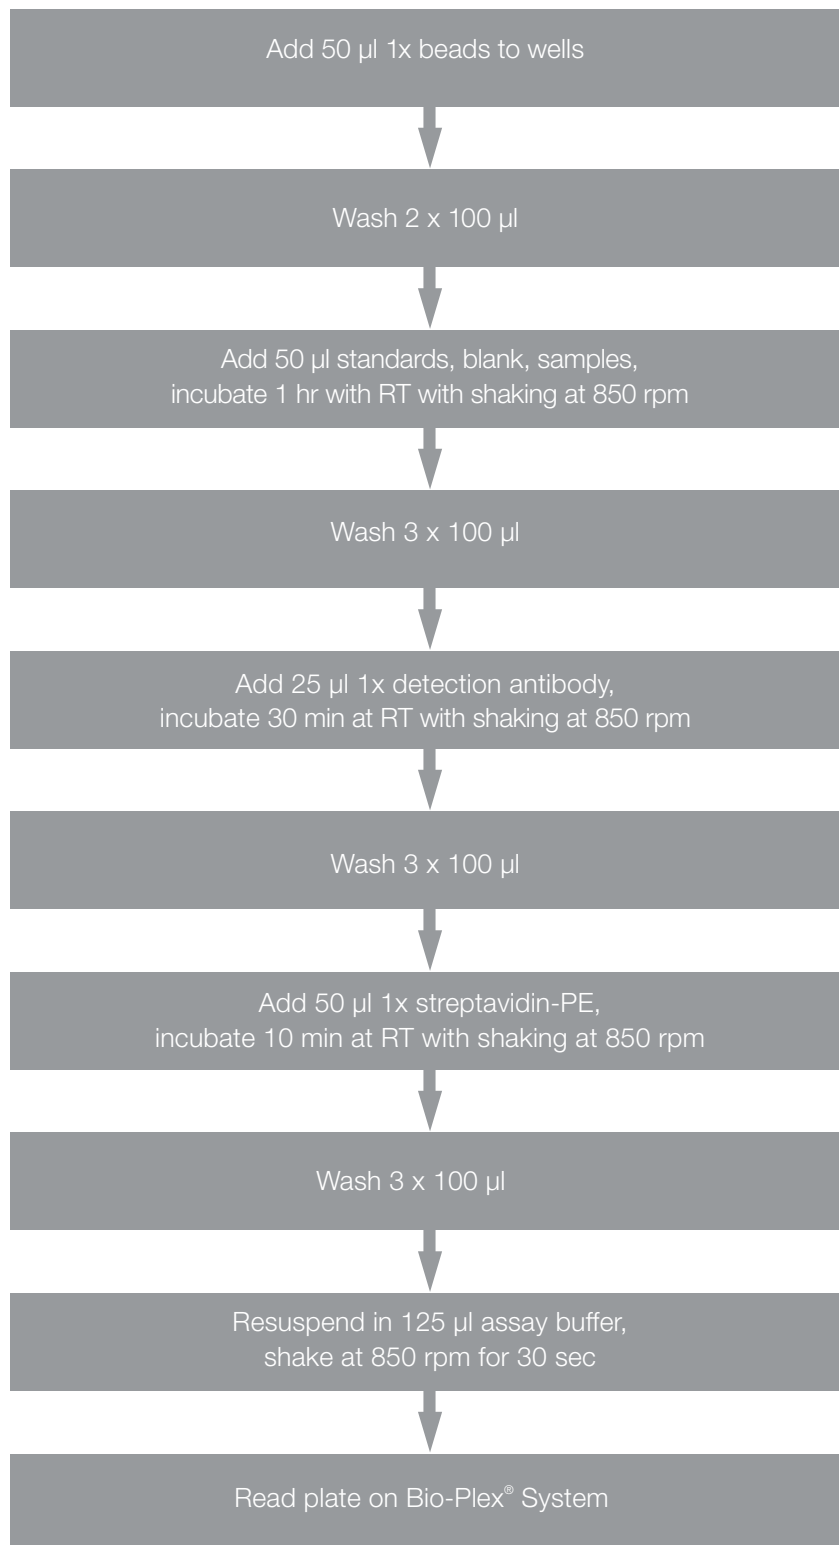 Add 50 µl 1x beads to wells
Wash 2 x 100 µl
Add 50 µl standards, blank, samples,
incubate 1 hr with RT with shaking at 850 rpm
Wash 3 x 100 µl
Add 25 µl 1x detection antibody,
incubate 30 min at RT with shaking at 850 rpm
Wash 3 x 100 µl
Add 50 µl 1x streptavidin-PE,
incubate 10 min at RT with shaking at 850 rpm
Wash 3 x 100 µl
Resuspend in 125 µl assay buffer,
shake at 850 rpm for 30 sec
Read plate on Bio-Plex® System